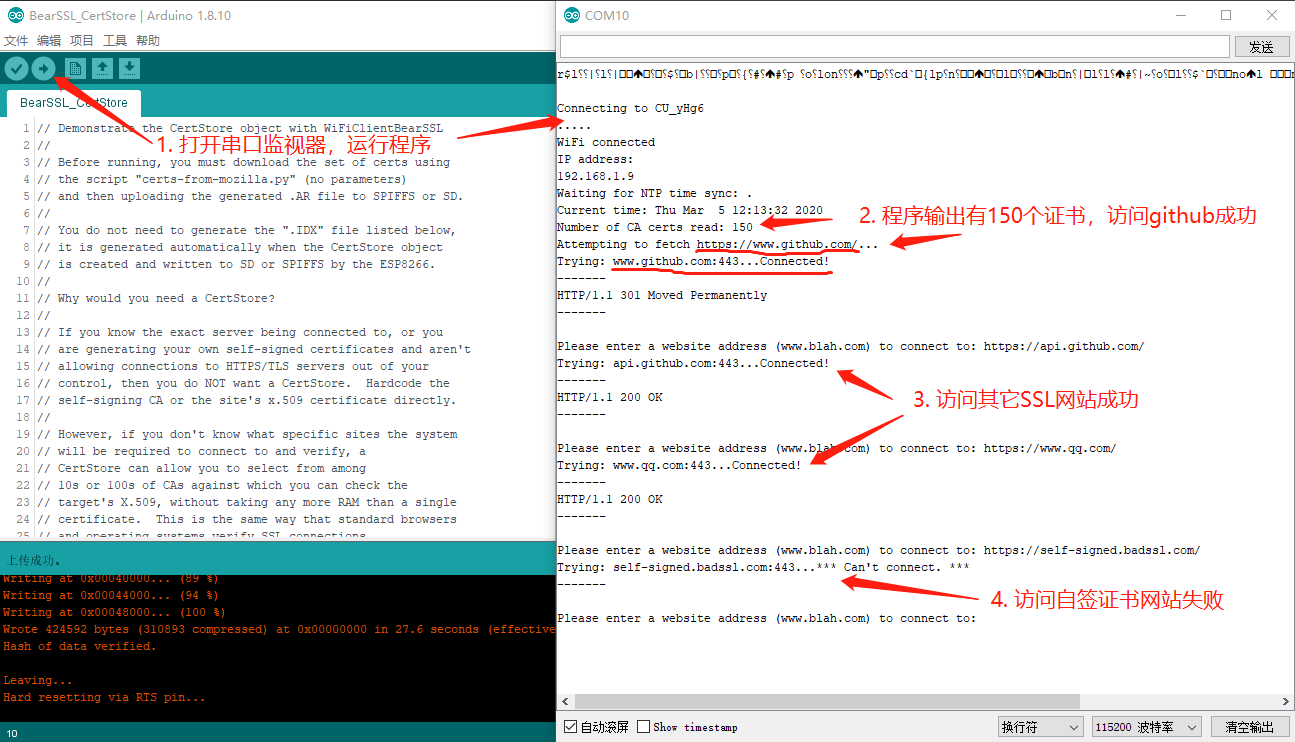 BearSSL_CertStore | Arduino 1.8.10
文件 编辑 项目 工具 帮助
BearSSL_CertStore
1 // Demonstrate the CertStore object with WiFiClientBearSSL
2 //
3 // Before running, you must download the set of certs using
4 // the script "certs-from-mozilla.py" (no parameters)
5 // and then uploading the generated .AR file to SPIFFS or SD.
6 //
7 // You do not need to generate the ".IDX" file listed below,
8 // it is generated automatically when the CertStore object
9 // is created and written to SD or SPIFFS by the ESP8266.
10 //
11 // Why would you need a CertStore?
12 //
13 // If you know the exact server being connected to, or you
14 // are generating your own self-signed certificates and aren't
15 // allowing connections to HTTPS/TLS servers out of your
16 // control, then you do NOT want a CertStore.  Hardcode the
17 // self-signing CA or the site's x.509 certificate directly.
18 //
19 // However, if you don't know what specific sites the system
20 // will be required to connect to and verify, a
21 // CertStore can allow you to select from among
22 // 10s or 100s of CAs against which you can check the
23 // target's X.509, without taking any more RAM than a single
24 // certificate.  This is the same way that standard browsers
25 // and operating systems verify SSL connections
1. 打开串口监视器，运行程序
上传成功。
Writing at 0x00040000... (89 %)
Writing at 0x00044000... (94 %)
Writing at 0x00048000... (100 %)
Wrote 424592 bytes (310893 compressed) at 0x00000000 in 27.6 seconds (effective
Hash of data verified.
Leaving...
Hard resetting via RTS pin...
10
COM10
发送
Connecting to CU_yHg6
.....
WiFi connected
IP address:
192.168.1.9
Waiting for NTP time sync: .
Current time: Thu Mar  5 12:13:32 2020
Number of CA certs read: 150
2. 程序输出有150个证书，访问github成功
Attempting to fetch https://www.github.com/...
Trying: www.github.com:443...Connected!
-------
HTTP/1.1 301 Moved Permanently
-------
Please enter a website address (www.blah.com) to connect to: https://api.github.com/
Trying: api.github.com:443...Connected!
-------
HTTP/1.1 200 OK
-------
3. 访问其它SSL网站成功
Please enter a website address (www.blah.com) to connect to: https://www.qq.com/
Trying: www.qq.com:443...Connected!
-------
HTTP/1.1 200 OK
-------
Please enter a website address (www.blah.com) to connect to: https://self-signed.badssl.com/
Trying: self-signed.badssl.com:443...*** Can't connect. ***
-------
4. 访问自签证书网站失败
Please enter a website address (www.blah.com) to connect to:
自动滚屏 Show timestamp 换行符 115200 波特率 清空输出